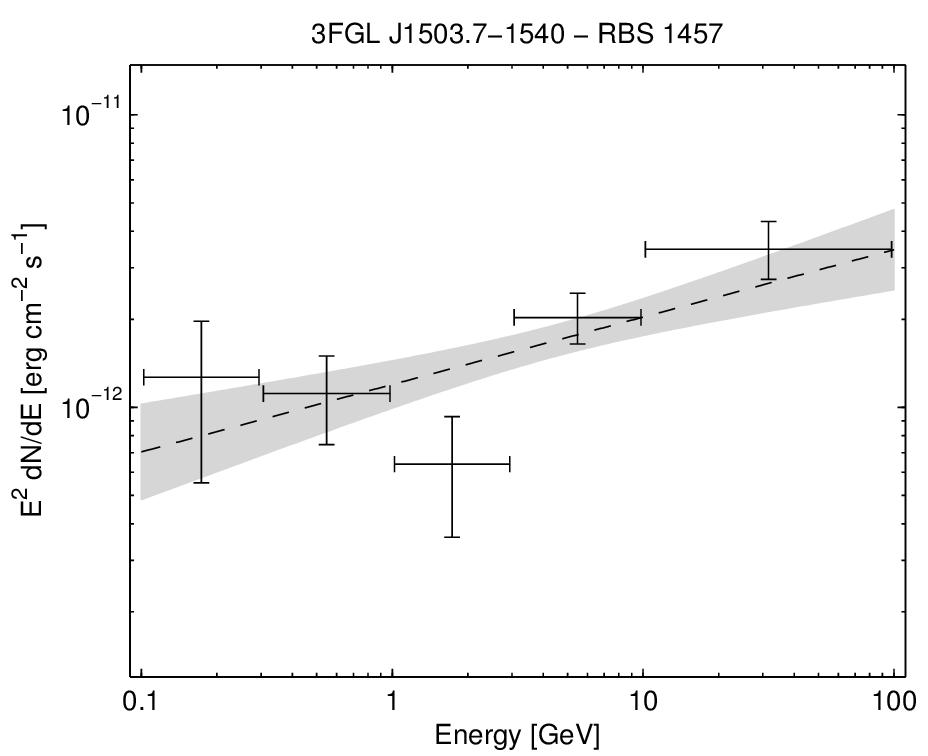 3FGL J1503.7−1540 − RBS 1457
10⁻¹¹
10⁻¹²
E² dN/dE [erg cm⁻² s⁻¹]
0.1 1 10 100
Energy [GeV]